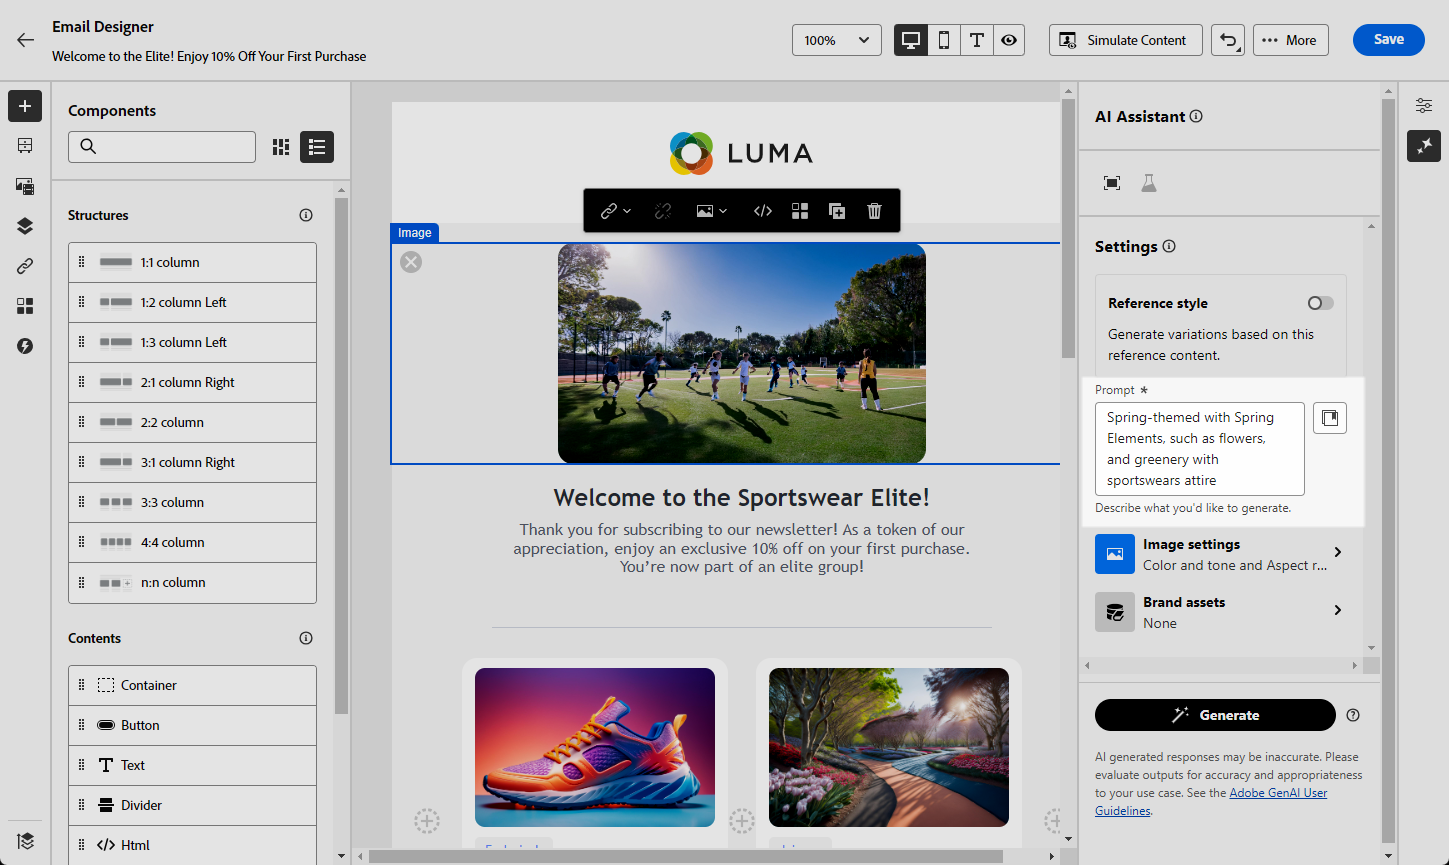 Email Designer
Welcome to the Elite! Enjoy 10% Off Your First Purchase
100%
Simulate Content
More
Save
Components
Structures
1:1 column
1:2 column Left
1:3 column Left
2:1 column Right
2:2 column
3:1 column Right
3:3 column
4:4 column
n:n column
Contents
Container
Button
Text
Divider
Html
LUMA
Image
Welcome to the Sportswear Elite!
Thank you for subscribing to our newsletter! As a token of our
appreciation, enjoy an exclusive 10% off on your first purchase.
You're now part of an elite group!
AI Assistant
Settings
Reference style
Generate variations based on this
reference content.
Prompt *
Spring-themed with Spring
Elements, such as flowers,
and greenery with
sportswears attire
Describe what you'd like to generate.
Image settings
Color and tone and Aspect r...
Brand assets
None
Generate
AI generated responses may be inaccurate. Please
evaluate outputs for accuracy and appropriateness
to your use case. See the Adobe GenAI User
Guidelines.